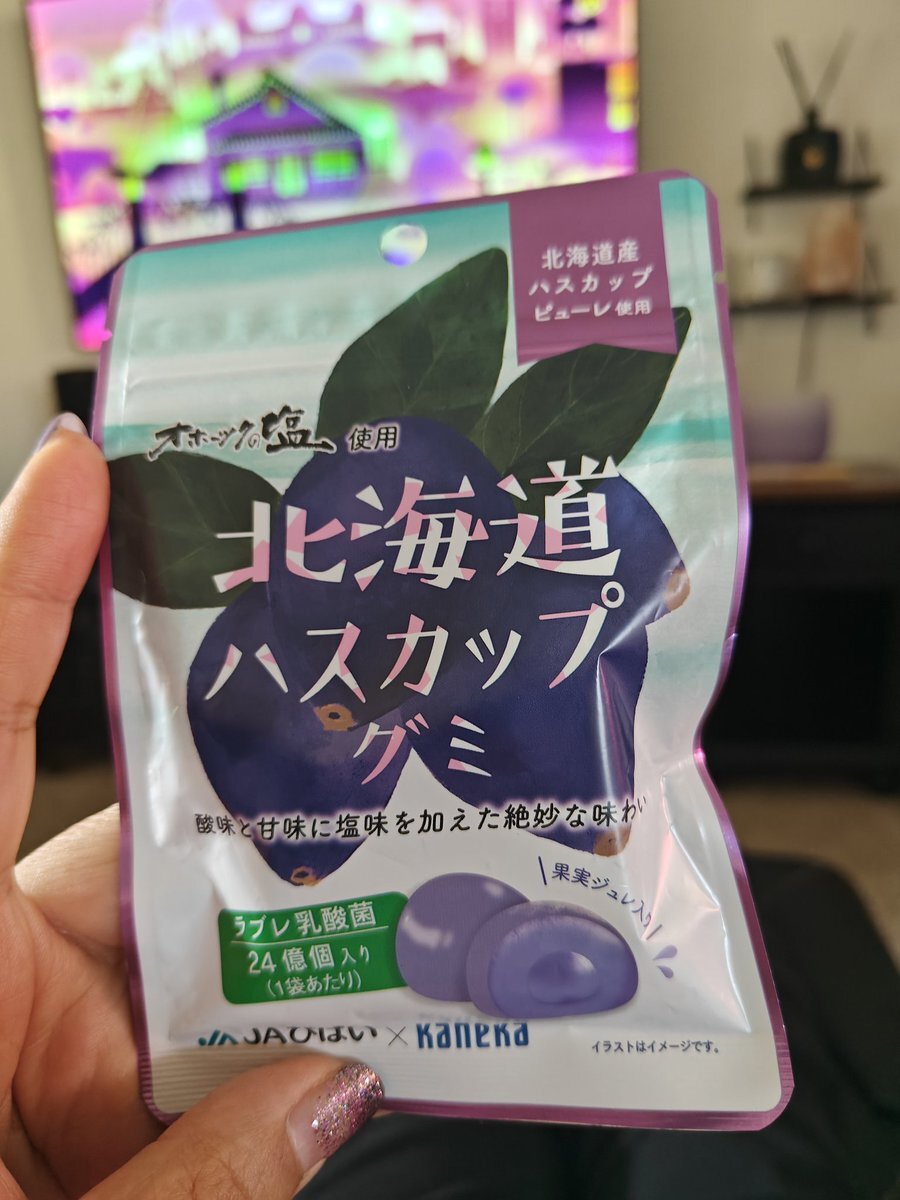 北海道産
ハスカップ
ピューレ使用
オホーツクの塩 使用
北海道
ハスカップ
グミ
酸味と甘味に塩味を加えた絶妙な味わい
果実ジュレ入り
ラブレ乳酸菌
24億個入り
(1袋あたり)
JAびばい × Kaneka
イラストはイメージです。